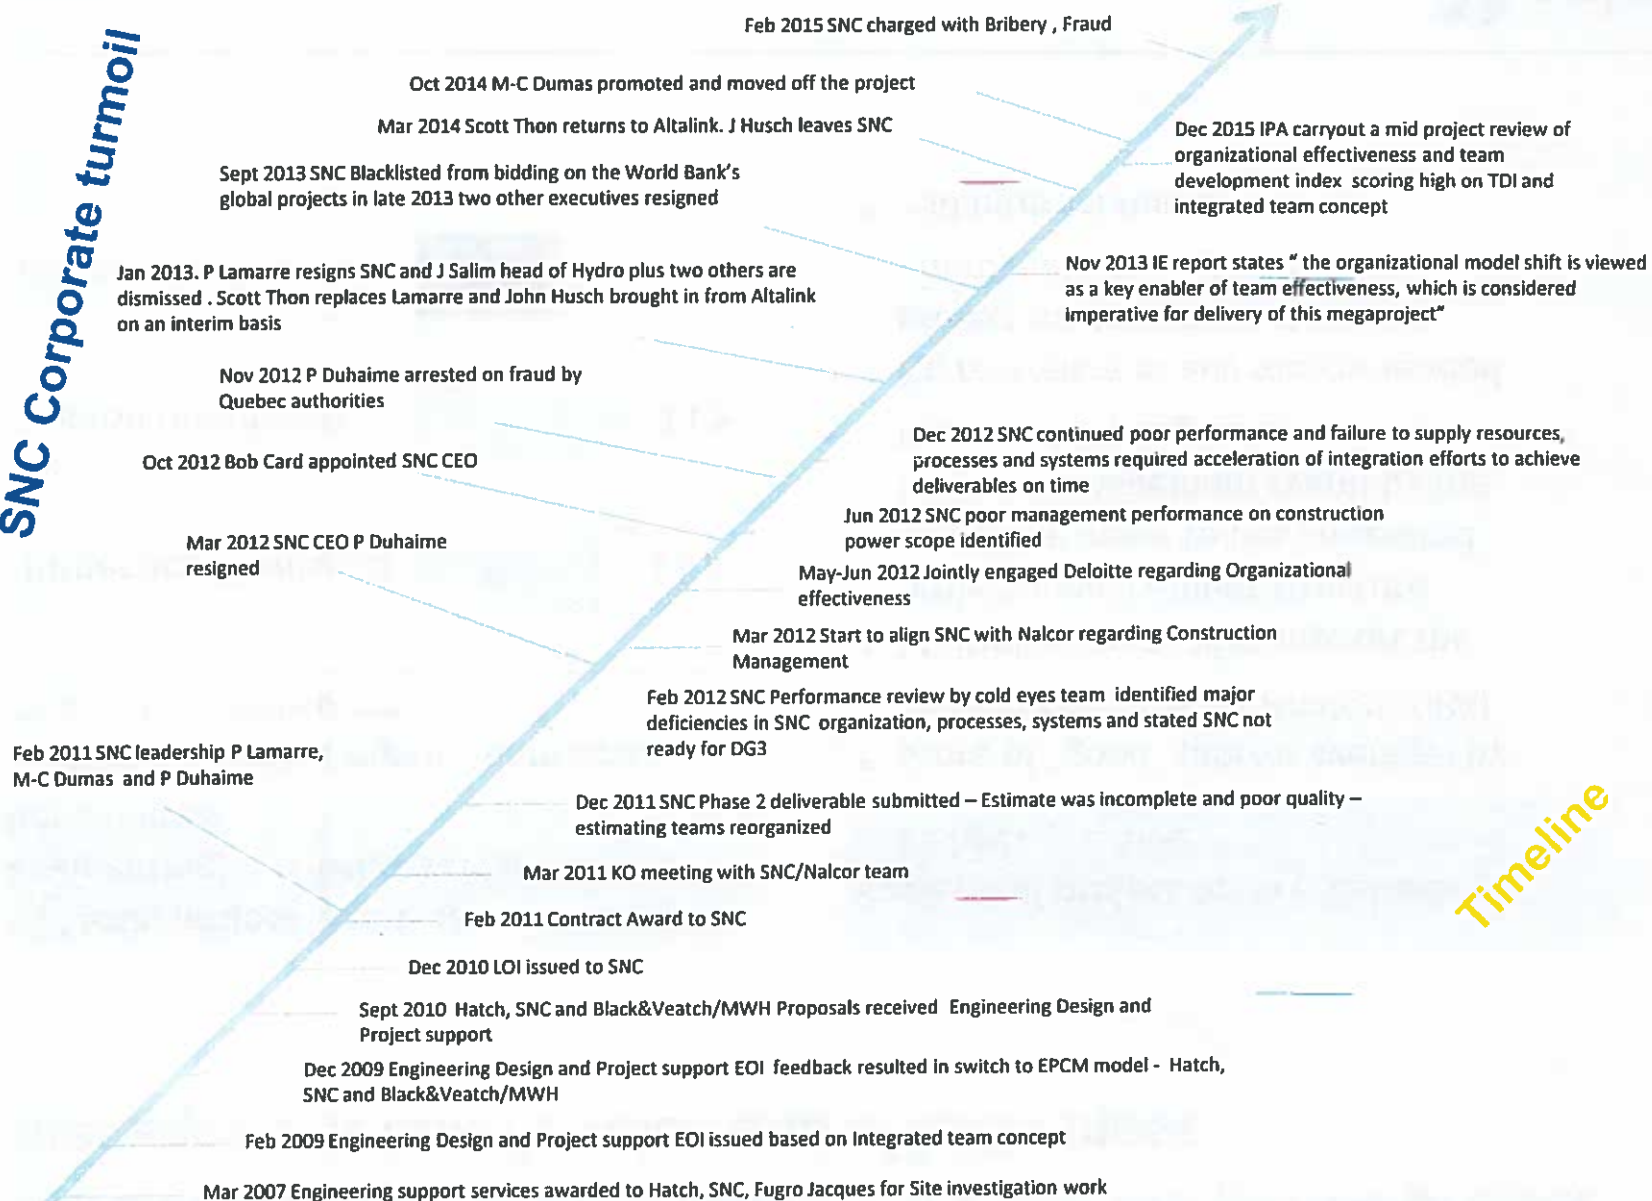 SNC Corporate turmoil
Feb 2015 SNC charged with Bribery , Fraud
Oct 2014 M-C Dumas promoted and moved off the project
Mar 2014 Scott Thon returns to Altalink. J Husch leaves SNC
Sept 2013 SNC Blacklisted from bidding on the World Bank's
global projects in late 2013 two other executives resigned
Jan 2013. P Lamarre resigns SNC and J Salim head of Hydro plus two others are
dismissed . Scott Thon replaces Lamarre and John Husch brought in from Altalink
on an interim basis
Nov 2012 P Duhaime arrested on fraud by
Quebec authorities
Oct 2012 Bob Card appointed SNC CEO
Mar 2012 SNC CEO P Duhaime
resigned
Feb 2011 SNC leadership P Lamarre,
M-C Dumas and P Duhaime
Dec 2015 IPA carryout a mid project review of
organizational effectiveness and team
development index scoring high on TDI and
integrated team concept
Nov 2013 IE report states " the organizational model shift is viewed
as a key enabler of team effectiveness, which is considered
imperative for delivery of this megaproject"
Dec 2012 SNC continued poor performance and failure to supply resources,
processes and systems required acceleration of integration efforts to achieve
deliverables on time
Jun 2012 SNC poor management performance on construction
power scope identified
May-Jun 2012 Jointly engaged Deloitte regarding Organizational
effectiveness
Mar 2012 Start to align SNC with Nalcor regarding Construction
Management
Feb 2012 SNC Performance review by cold eyes team identified major
deficiencies in SNC organization, processes, systems and stated SNC not
ready for DG3
Dec 2011 SNC Phase 2 deliverable submitted – Estimate was incomplete and poor quality –
estimating teams reorganized
Mar 2011 KO meeting with SNC/Nalcor team
Feb 2011 Contract Award to SNC
Dec 2010 LOI issued to SNC
Sept 2010 Hatch, SNC and Black&Veatch/MWH Proposals received Engineering Design and
Project support
Dec 2009 Engineering Design and Project support EOI feedback resulted in switch to EPCM model - Hatch,
SNC and Black&Veatch/MWH
Feb 2009 Engineering Design and Project support EOI issued based on Integrated team concept
Mar 2007 Engineering support services awarded to Hatch, SNC, Fugro Jacques for Site investigation work
Timeline